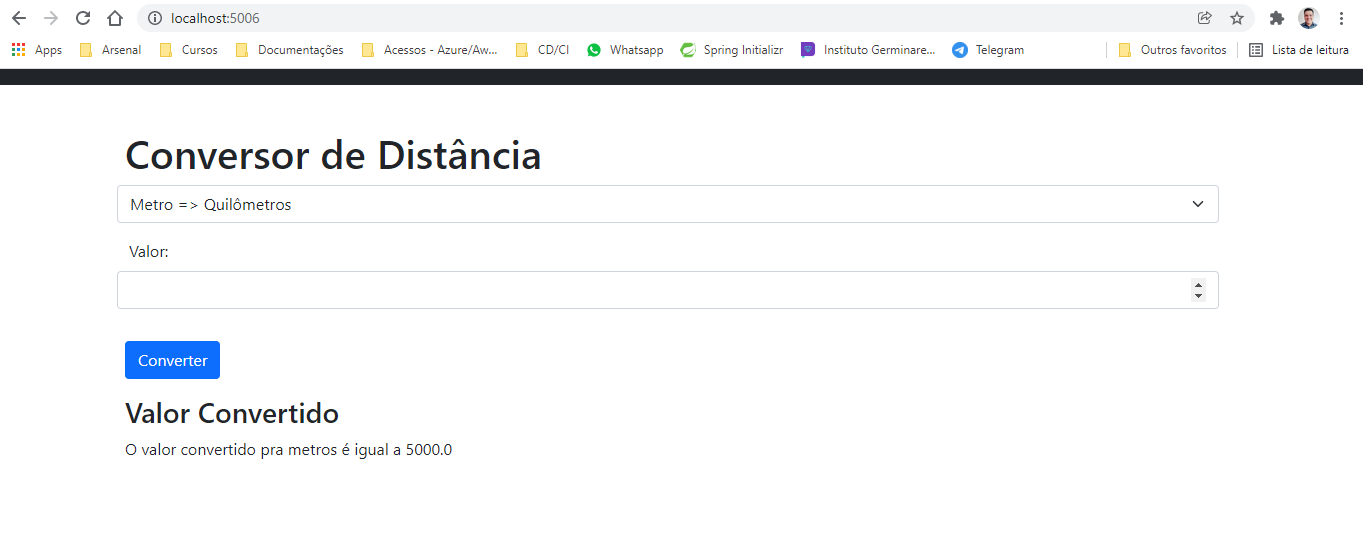 localhost:5006
Apps Arsenal Cursos Documentações Acessos - Azure/Aw... CD/CI Whatsapp Spring Initializr Instituto Germinare... Telegram Outros favoritos Lista de leitura
Conversor de Distância
Metro => Quilômetros
Valor:
Converter
Valor Convertido
O valor convertido pra metros é igual a 5000.0